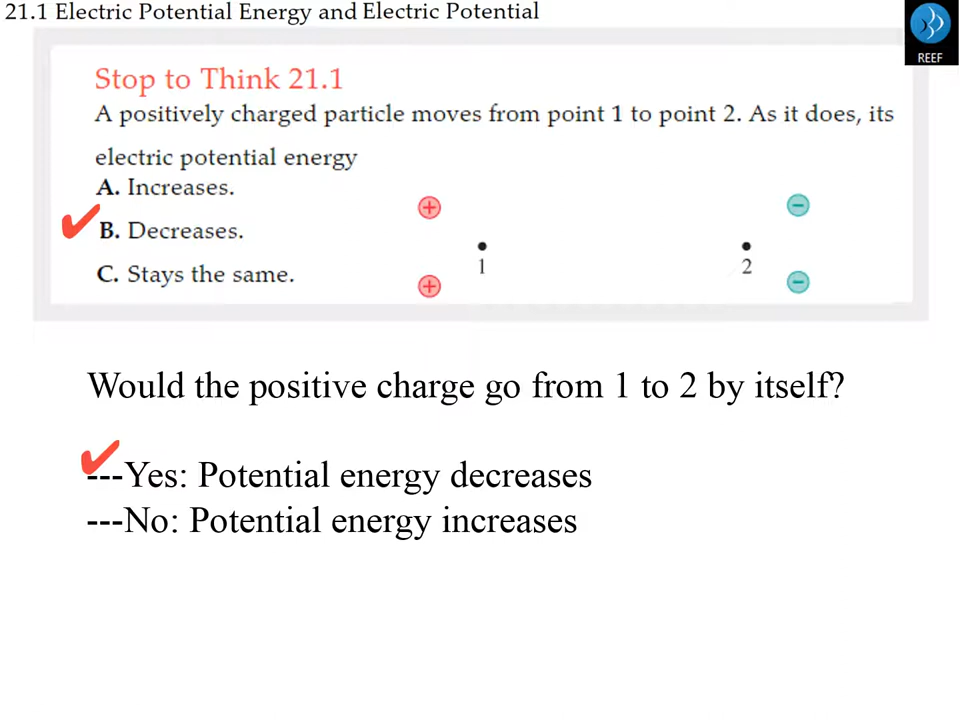 21.1 Electric Potential Energy and Electric Potential
REEF
Stop to Think 21.1
A positively charged particle moves from point 1 to point 2. As it does, its
electric potential energy
A. Increases.
B. Decreases.
C. Stays the same.
+ −
1 2
+ −
Would the positive charge go from 1 to 2 by itself?
---Yes: Potential energy decreases
---No: Potential energy increases